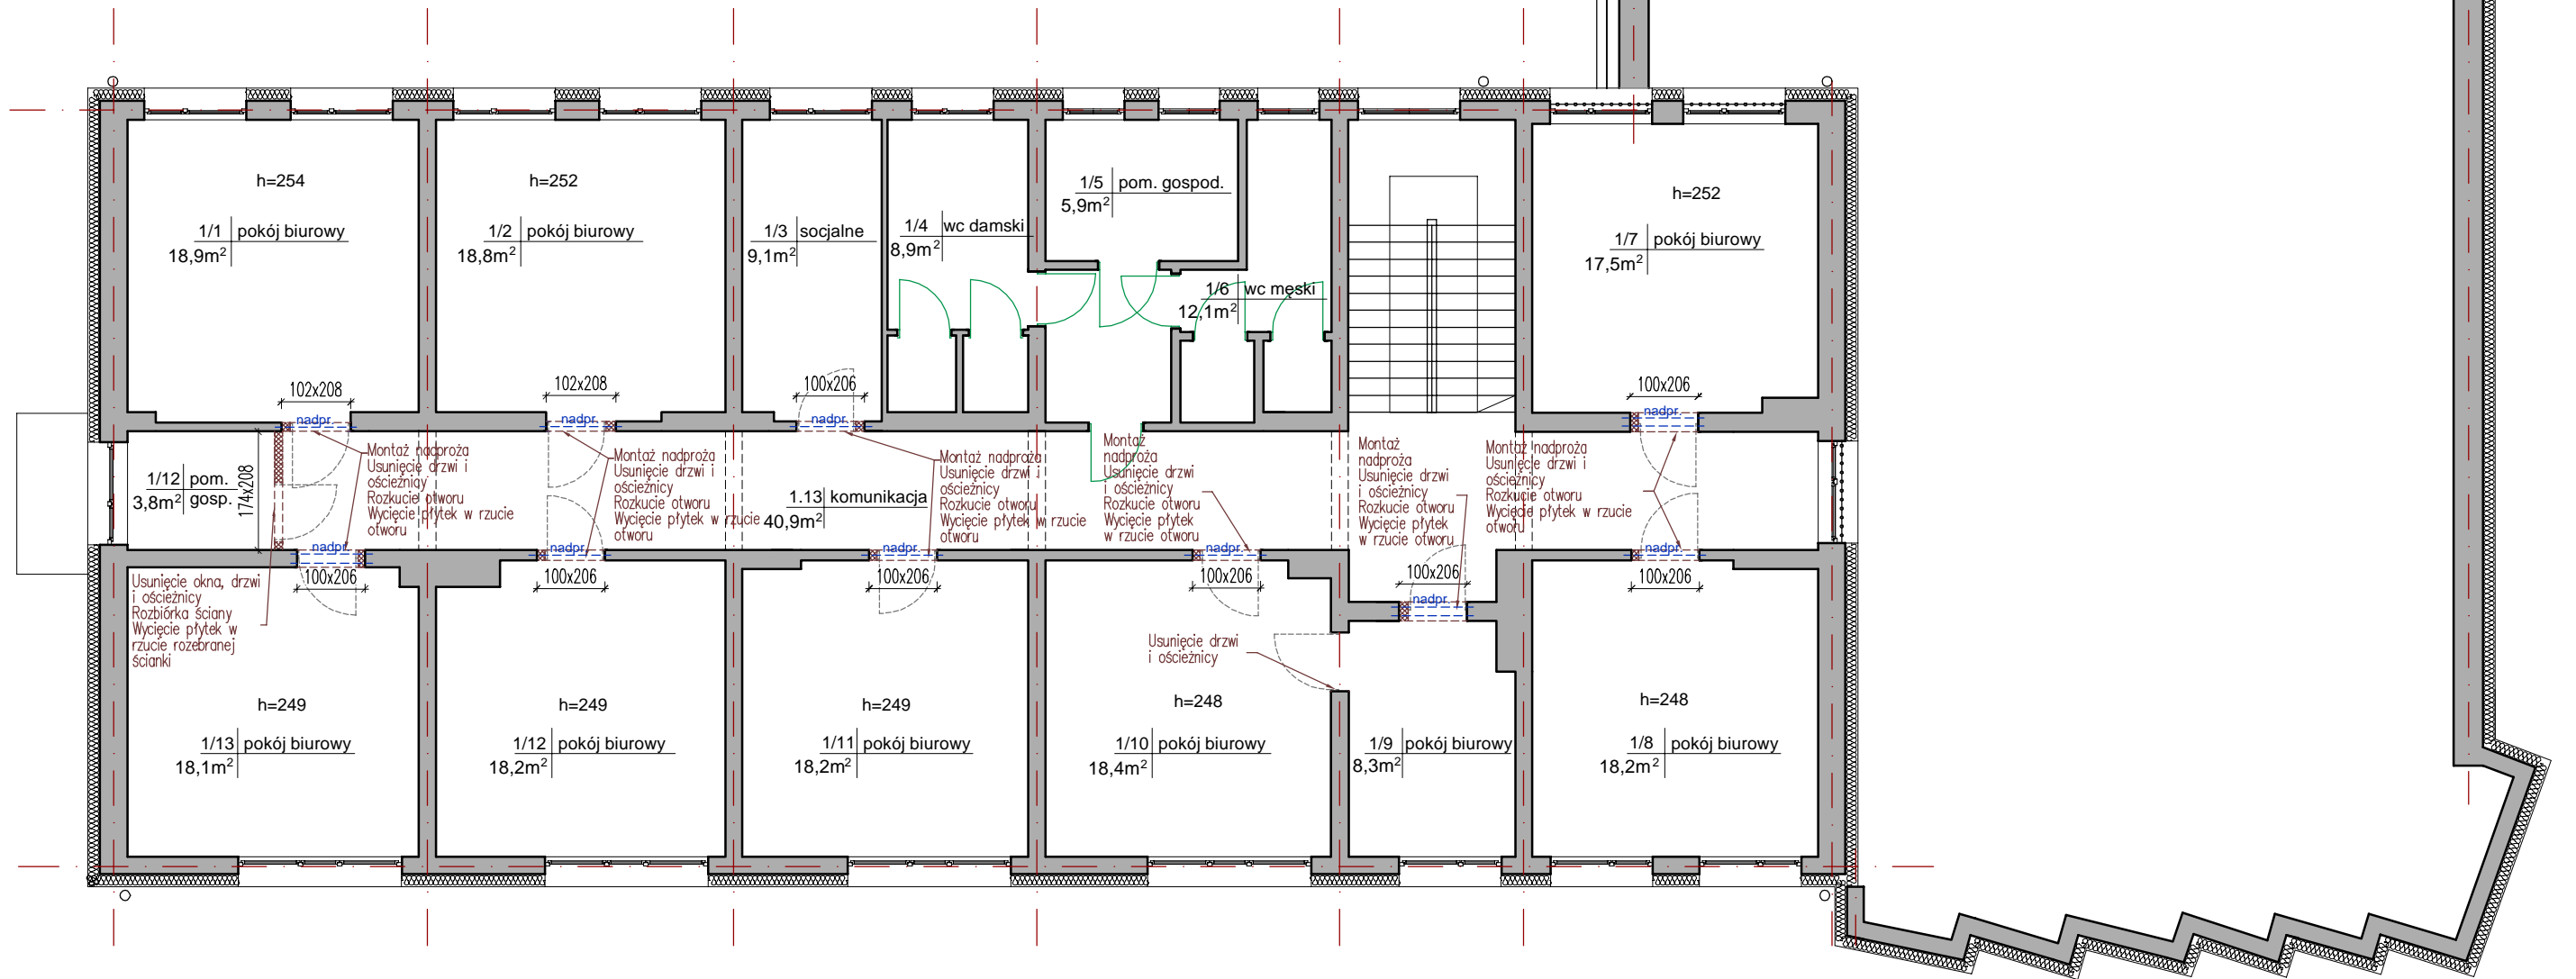 h=254
1/1 pokój biurowy
18,9m²
h=252
1/2 pokój biurowy
18,8m²
1/3 socjalne
9,1m²
1/4 wc damski
8,9m²
1/5 pom. gospod.
5,9m²
1/6 wc męski
12,1m²
h=252
1/7 pokój biurowy
17,5m²
102x208
nadpr.
102x208
nadpr.
100x206
nadpr.
100x206
nadpr.
1/12 pom.
3,8m² gosp.
174x208
Montaż nadproża
Usunięcie drzwi i
ościeżnicy
Rozkucie otworu
Wycięcie płytek w rzucie
otworu
Montaż nadproża
Usunięcie drzwi i
ościeżnicy
Rozkucie otworu
Wycięcie płytek w rzucie
otworu
1.13 komunikacja
40,9m²
Montaż nadproża
Usunięcie drzwi i
ościeżnicy
Rozkucie otworu
Wycięcie płytek w rzucie
otworu
Montaż
nadproża
Usunięcie drzwi
i ościeżnicy
Rozkucie otworu
Wycięcie płytek
w rzucie otworu
Montaż
nadproża
Usunięcie drzwi
i ościeżnicy
Rozkucie otworu
Wycięcie płytek
w rzucie otworu
Montaż nadproża
Usunięcie drzwi i
ościeżnicy
Rozkucie otworu
Wycięcie płytek w rzucie
otworu
nadpr.
100x206
nadpr.
100x206
nadpr.
100x206
nadpr.
100x206
100x206
nadpr.
nadpr.
100x206
Usunięcie okna, drzwi
i ościeżnicy
Rozbiórka ściany
Wycięcie płytek w
rzucie rozebranej
ścianki
Usunięcie drzwi
i ościeżnicy
h=249
1/13 pokój biurowy
18,1m²
h=249
1/12 pokój biurowy
18,2m²
h=249
1/11 pokój biurowy
18,2m²
h=248
1/10 pokój biurowy
18,4m²
1/9 pokój biurowy
8,3m²
h=248
1/8 pokój biurowy
18,2m²